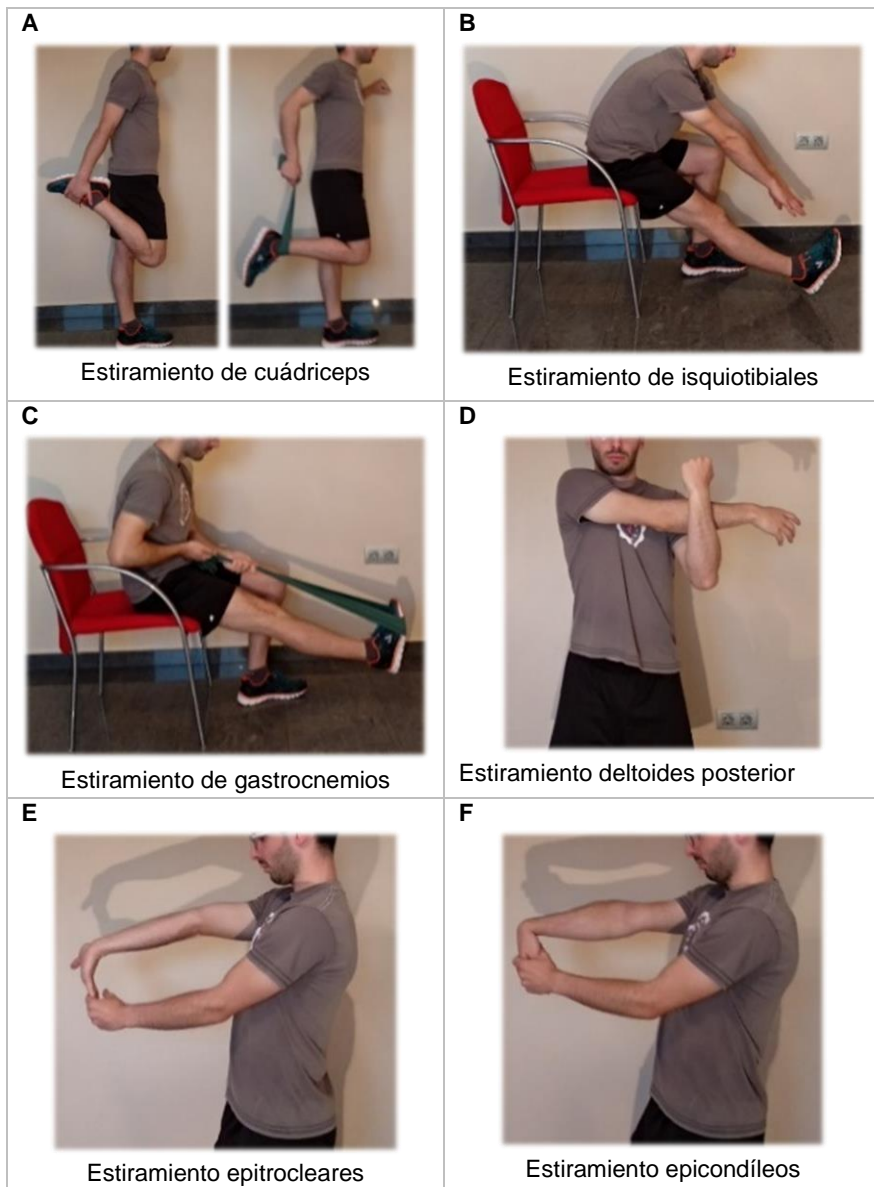 A
B
Estiramiento de cuádriceps
Estiramiento de isquiotibiales
C
D
Estiramiento de gastrocnemios
Estiramiento deltoides posterior
E
F
Estiramiento epitrocleares
Estiramiento epicondíleos